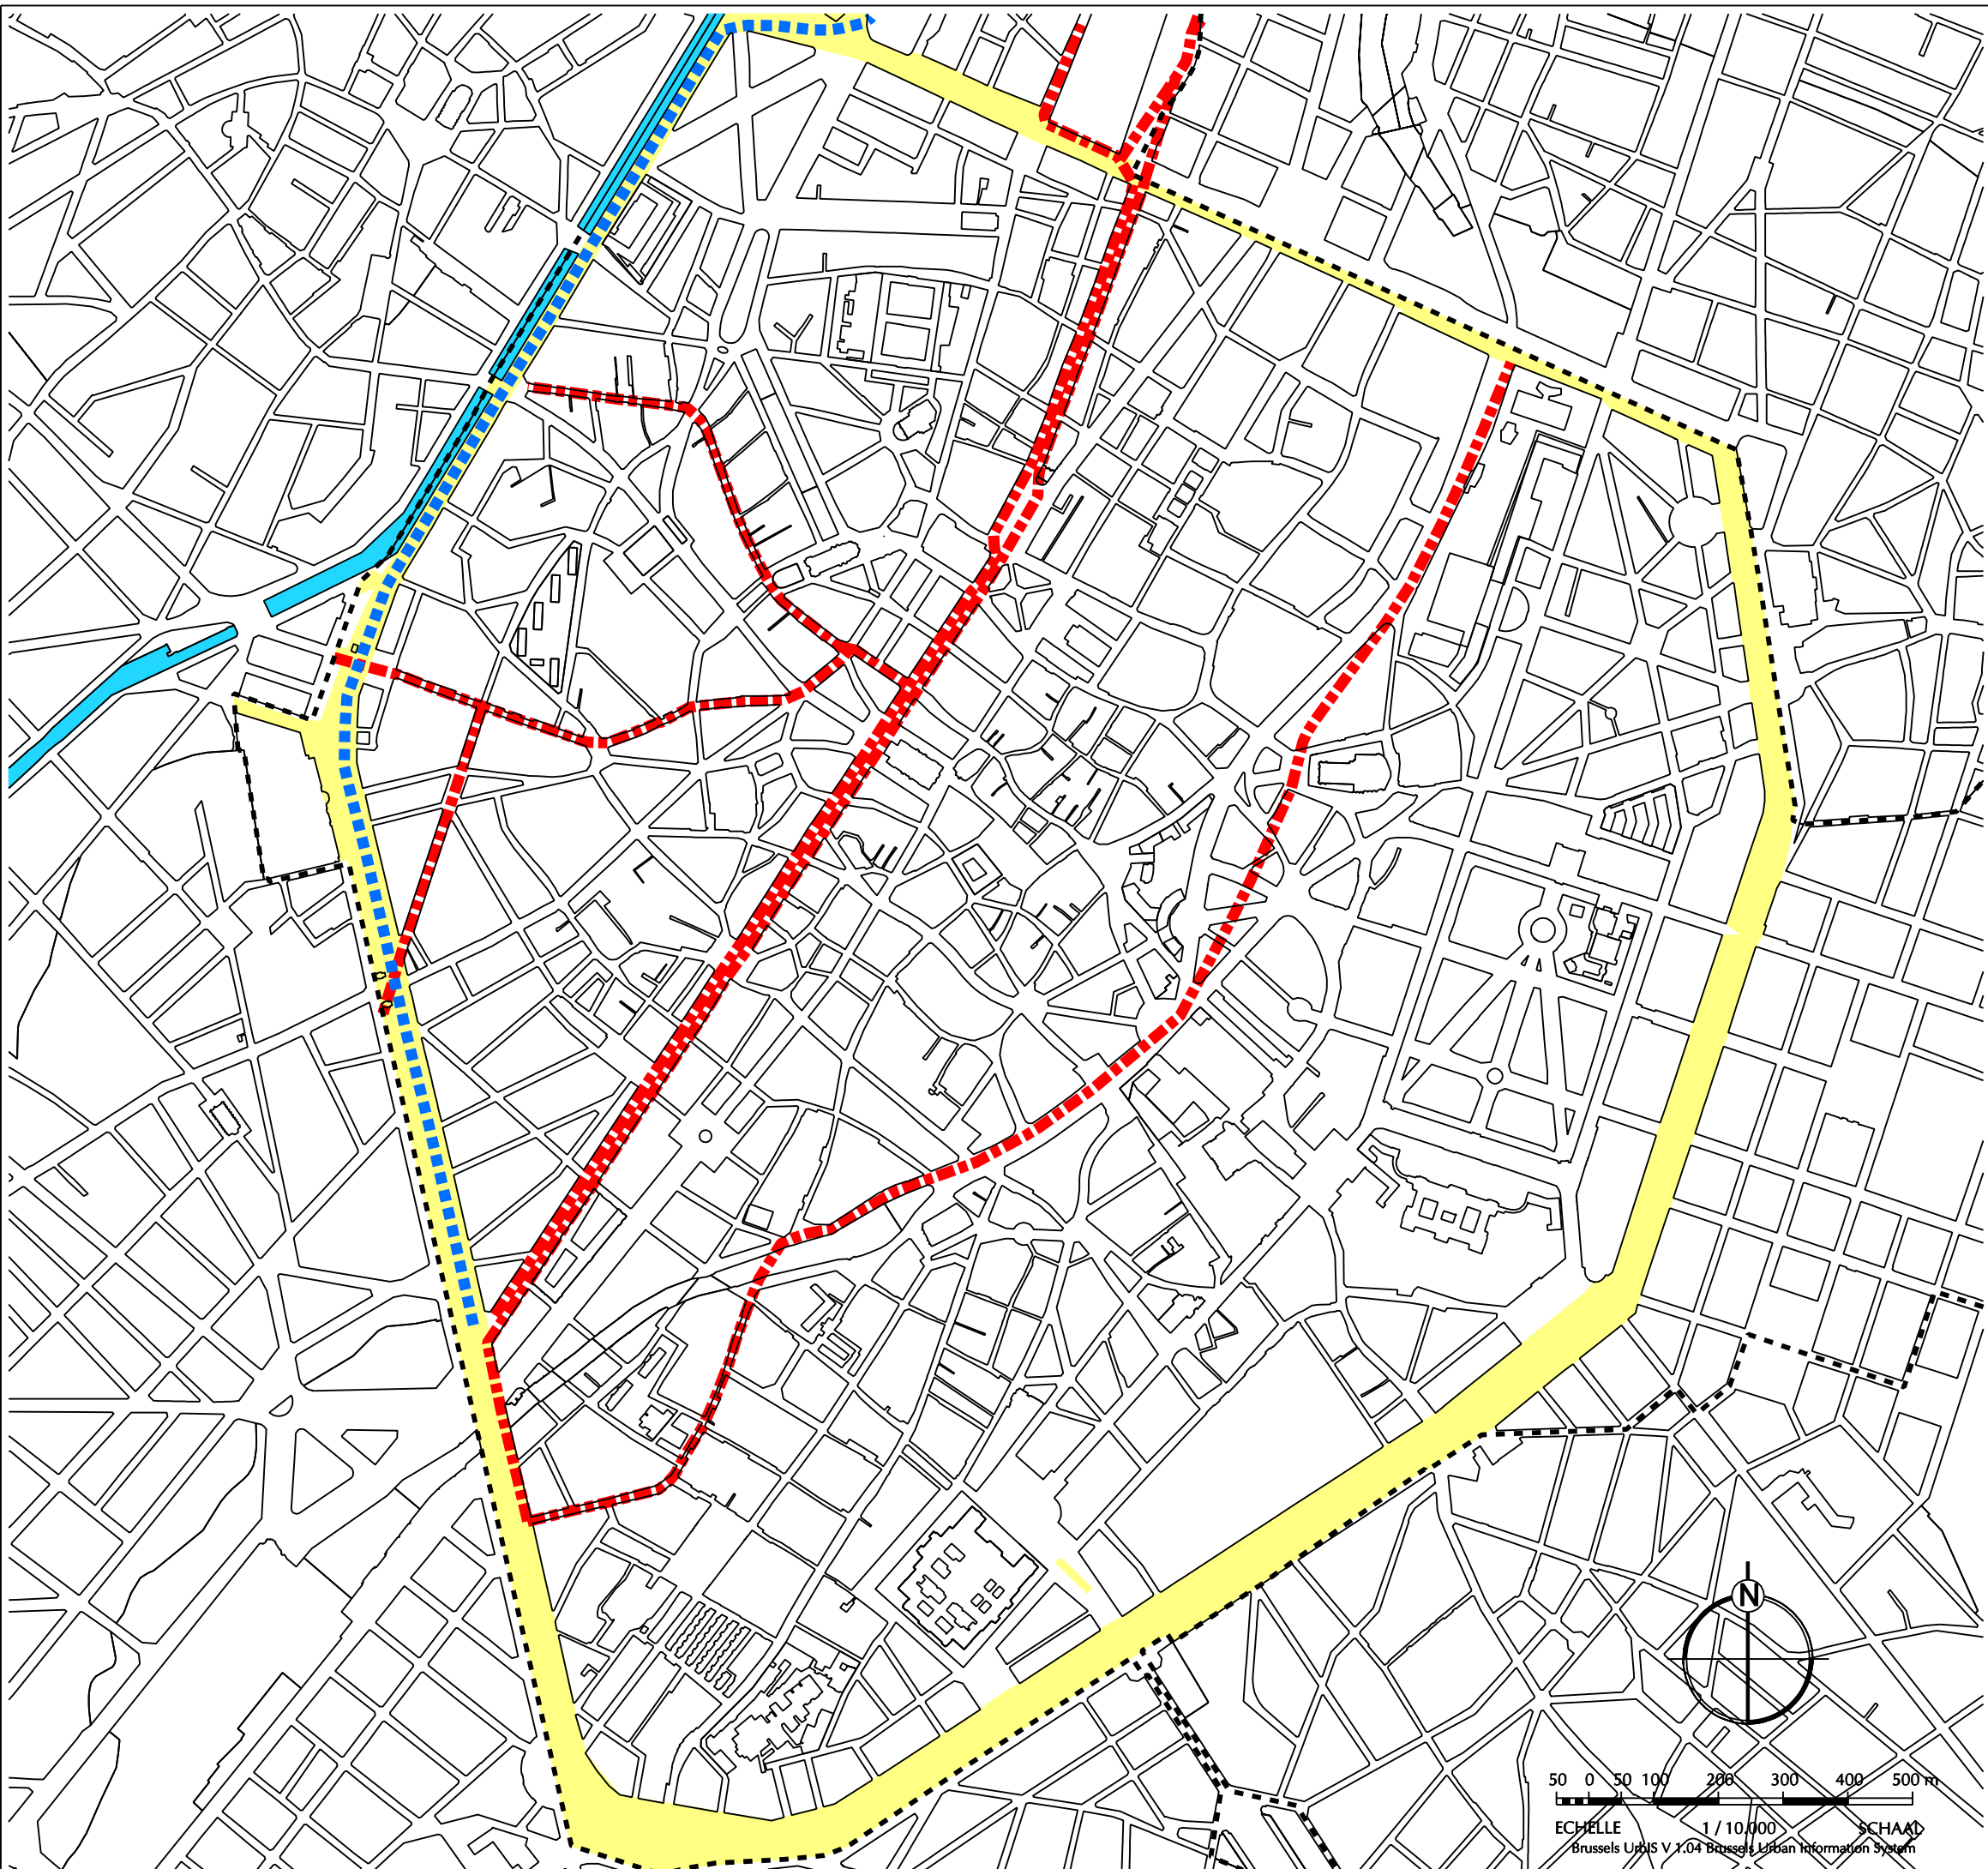 N
50 0 50 100 200 300 400 500 m
ECHELLE 1 / 10.000 SCHAAL
Brussels UrbIS V 1.04 Brussels Urban Information System